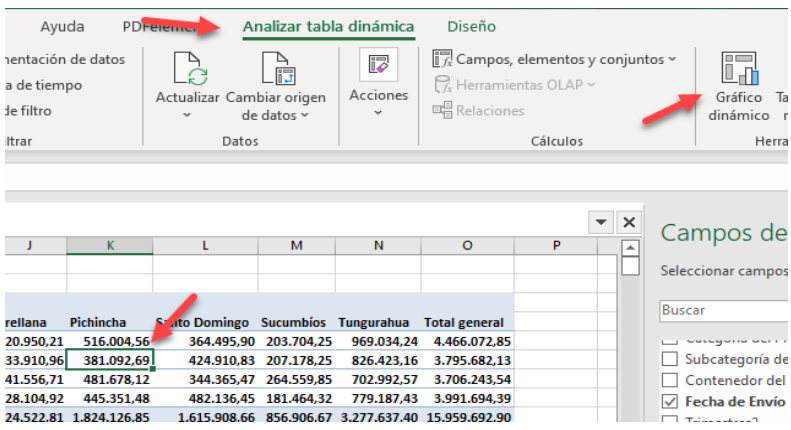 Ayuda PDFelement Analizar tabla dinámica Diseño
mentación de datos
a de tiempo
de filtro
ltrar
Actualizar
Cambiar origen
de datos
Datos
Acciones
Campos, elementos y conjuntos
Herramientas OLAP
Relaciones
Cálculos
Gráfico
dinámico
Herra
J K L M N O P
rellana Pichincha Santo Domingo Sucumbíos Tungurahua Total general
20.950,21 516.004,56 364.495,90 203.704,25 969.034,24 4.466.072,85
33.910,96 381.092,69 424.910,83 207.178,25 826.423,16 3.795.682,13
41.556,71 481.678,12 344.365,47 264.559,85 702.992,57 3.706.243,54
28.104,92 445.351,48 482.136,45 181.464,32 779.187,43 3.991.694,39
24.522,81 1.824.126,85 1.615.908,66 856.906,67 3.277.637,40 15.959.692,90
Campos de
Seleccionar campos
Buscar
Subcategoría de
Contenedor del
Fecha de Envío